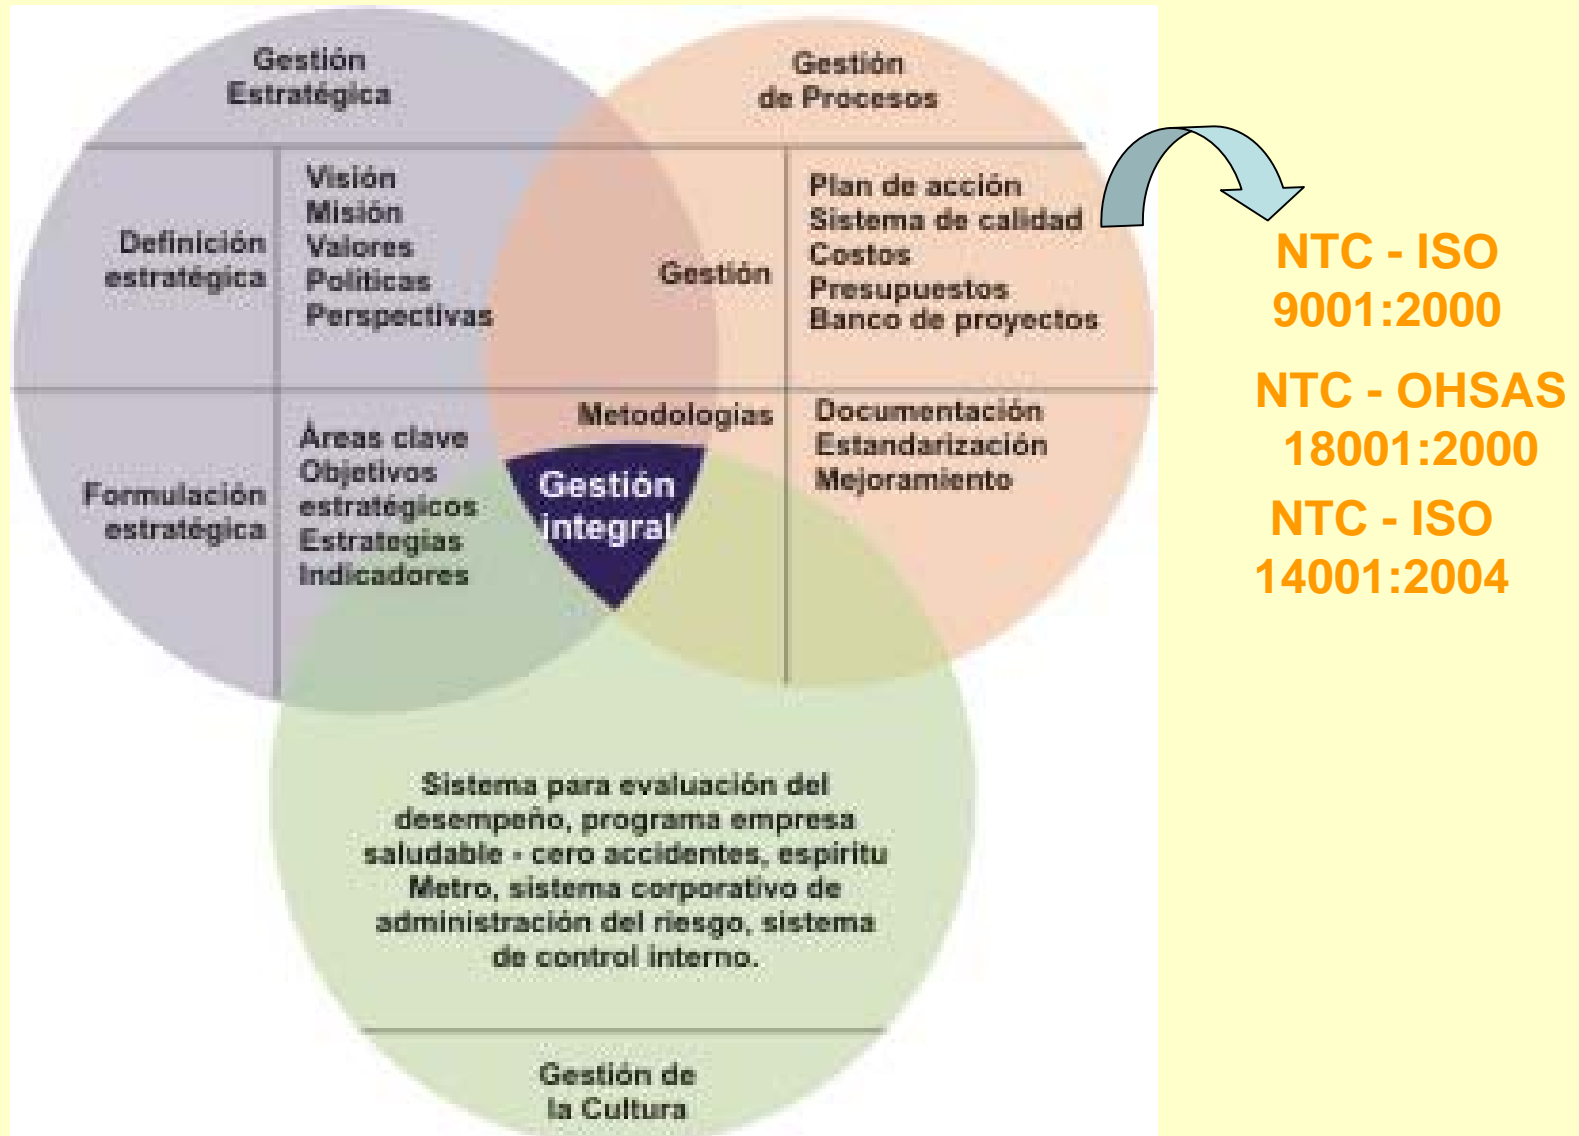 Gestión
Estratégica
Definición
estratégica
Visión
Misión
Valores
Políticas
Perspectivas
Formulación
estratégica
Áreas clave
Objetivos
estratégicos
Estrategias
Indicadores
Gestión
de Procesos
Gestión
Plan de acción
Sistema de calidad
Costos
Presupuestos
Banco de proyectos
Metodologías
Documentación
Estandarización
Mejoramiento
Gestión
integral
Sistema para evaluación del
desempeño, programa empresa
saludable - cero accidentes, espíritu
Metro, sistema corporativo de
administración del riesgo, sistema
de control interno.
Gestión de
la Cultura
NTC - ISO
9001:2000
NTC - OHSAS
18001:2000
NTC - ISO
14001:2004